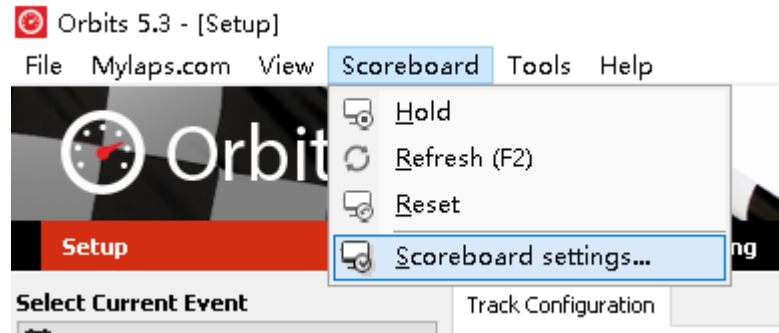 Orbits 5.3 - [Setup]
File Mylaps.com View Scoreboard Tools Help
Orbit
Hold
Refresh (F2)
Reset
Setup
Scoreboard settings...
ng
Select Current Event
Track Configuration